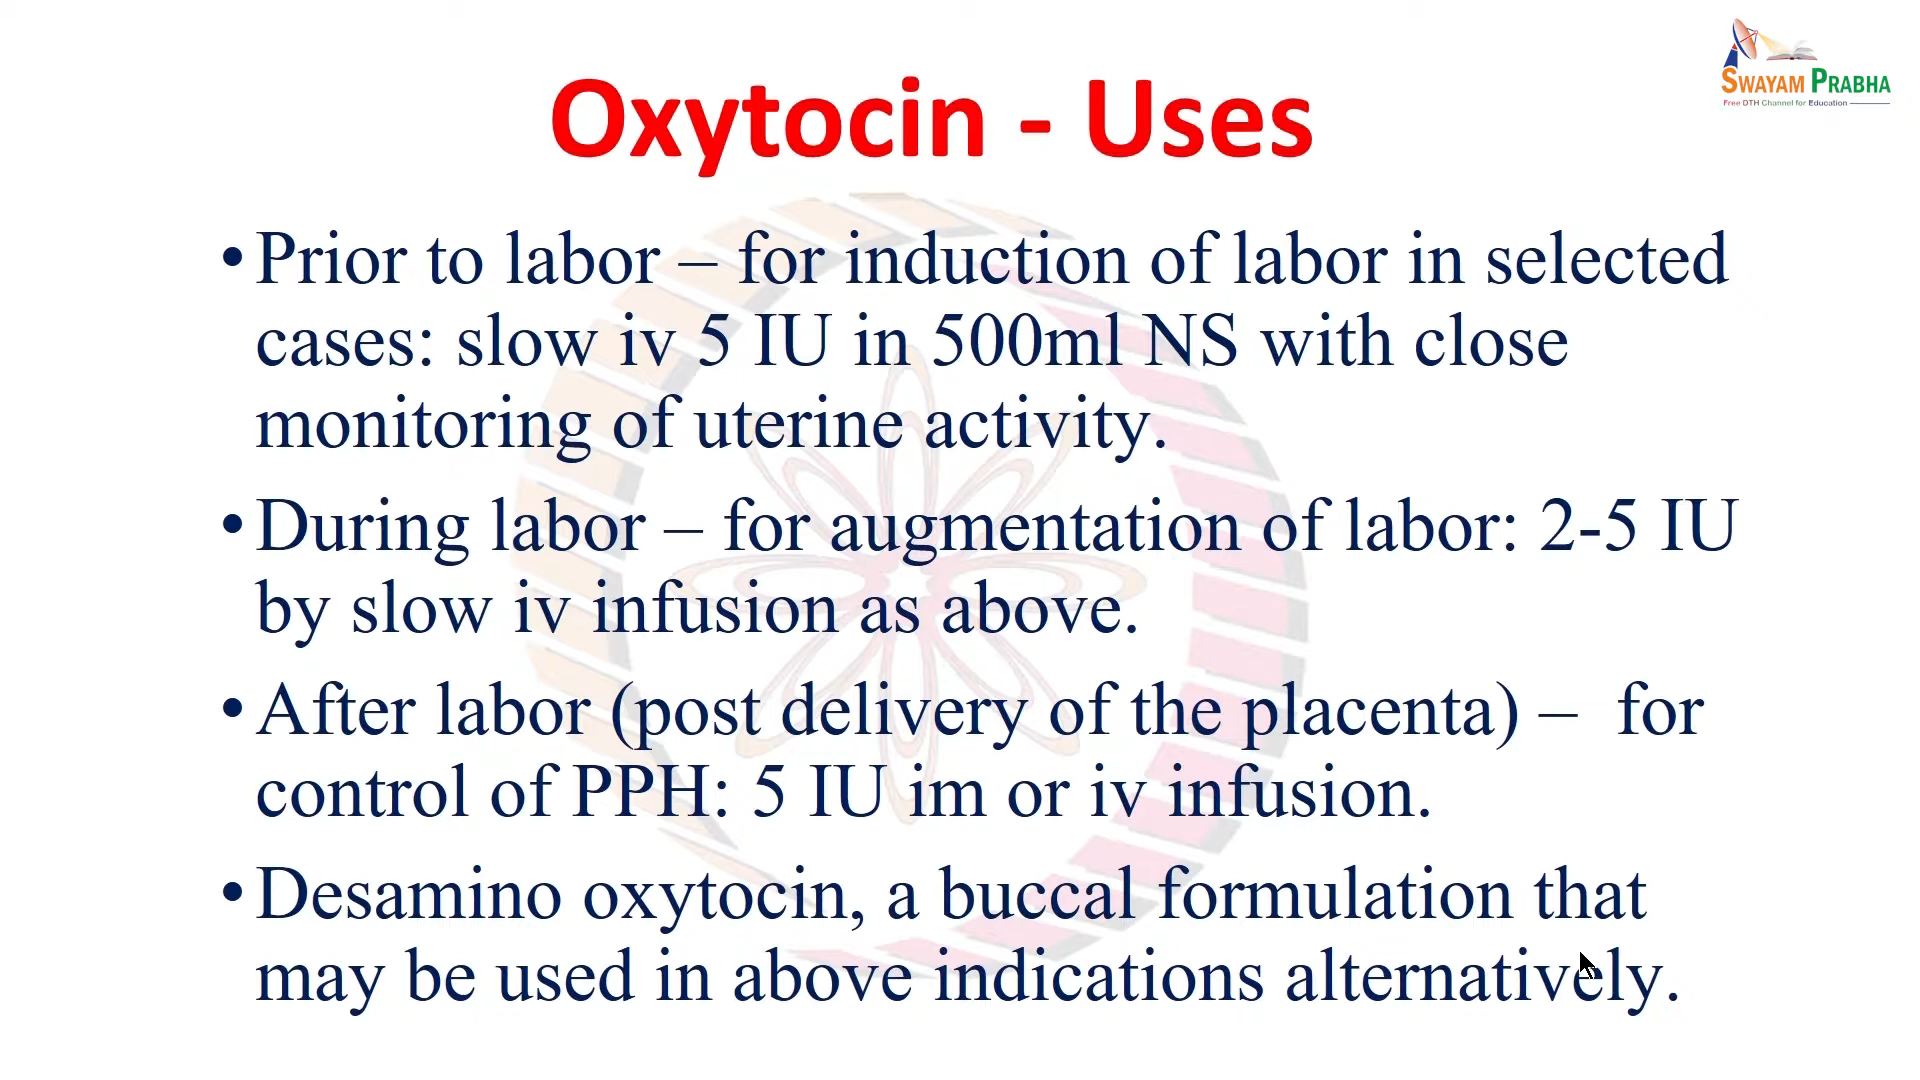 SWAYAM PRABHA
Free DTH Channel for Education
Oxytocin - Uses
•Prior to labor – for induction of labor in selected
cases: slow iv 5 IU in 500ml NS with close
monitoring of uterine activity.
•During labor – for augmentation of labor: 2-5 IU
by slow iv infusion as above.
•After labor (post delivery of the placenta) –  for
control of PPH: 5 IU im or iv infusion.
•Desamino oxytocin, a buccal formulation that
may be used in above indications alternatively.